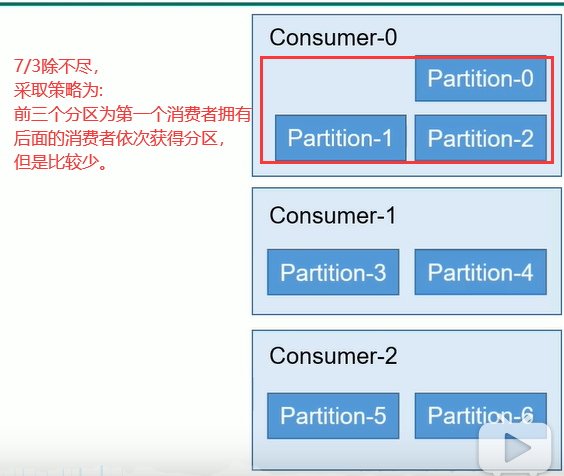 Consumer-0
7/3除不尽，
采取策略为:
前三个分区为第一个消费者拥有
后面的消费者依次获得分区，
但是比较少。
Partition-0
Partition-1 Partition-2
Consumer-1
Partition-3 Partition-4
Consumer-2
Partition-5 Partition-6